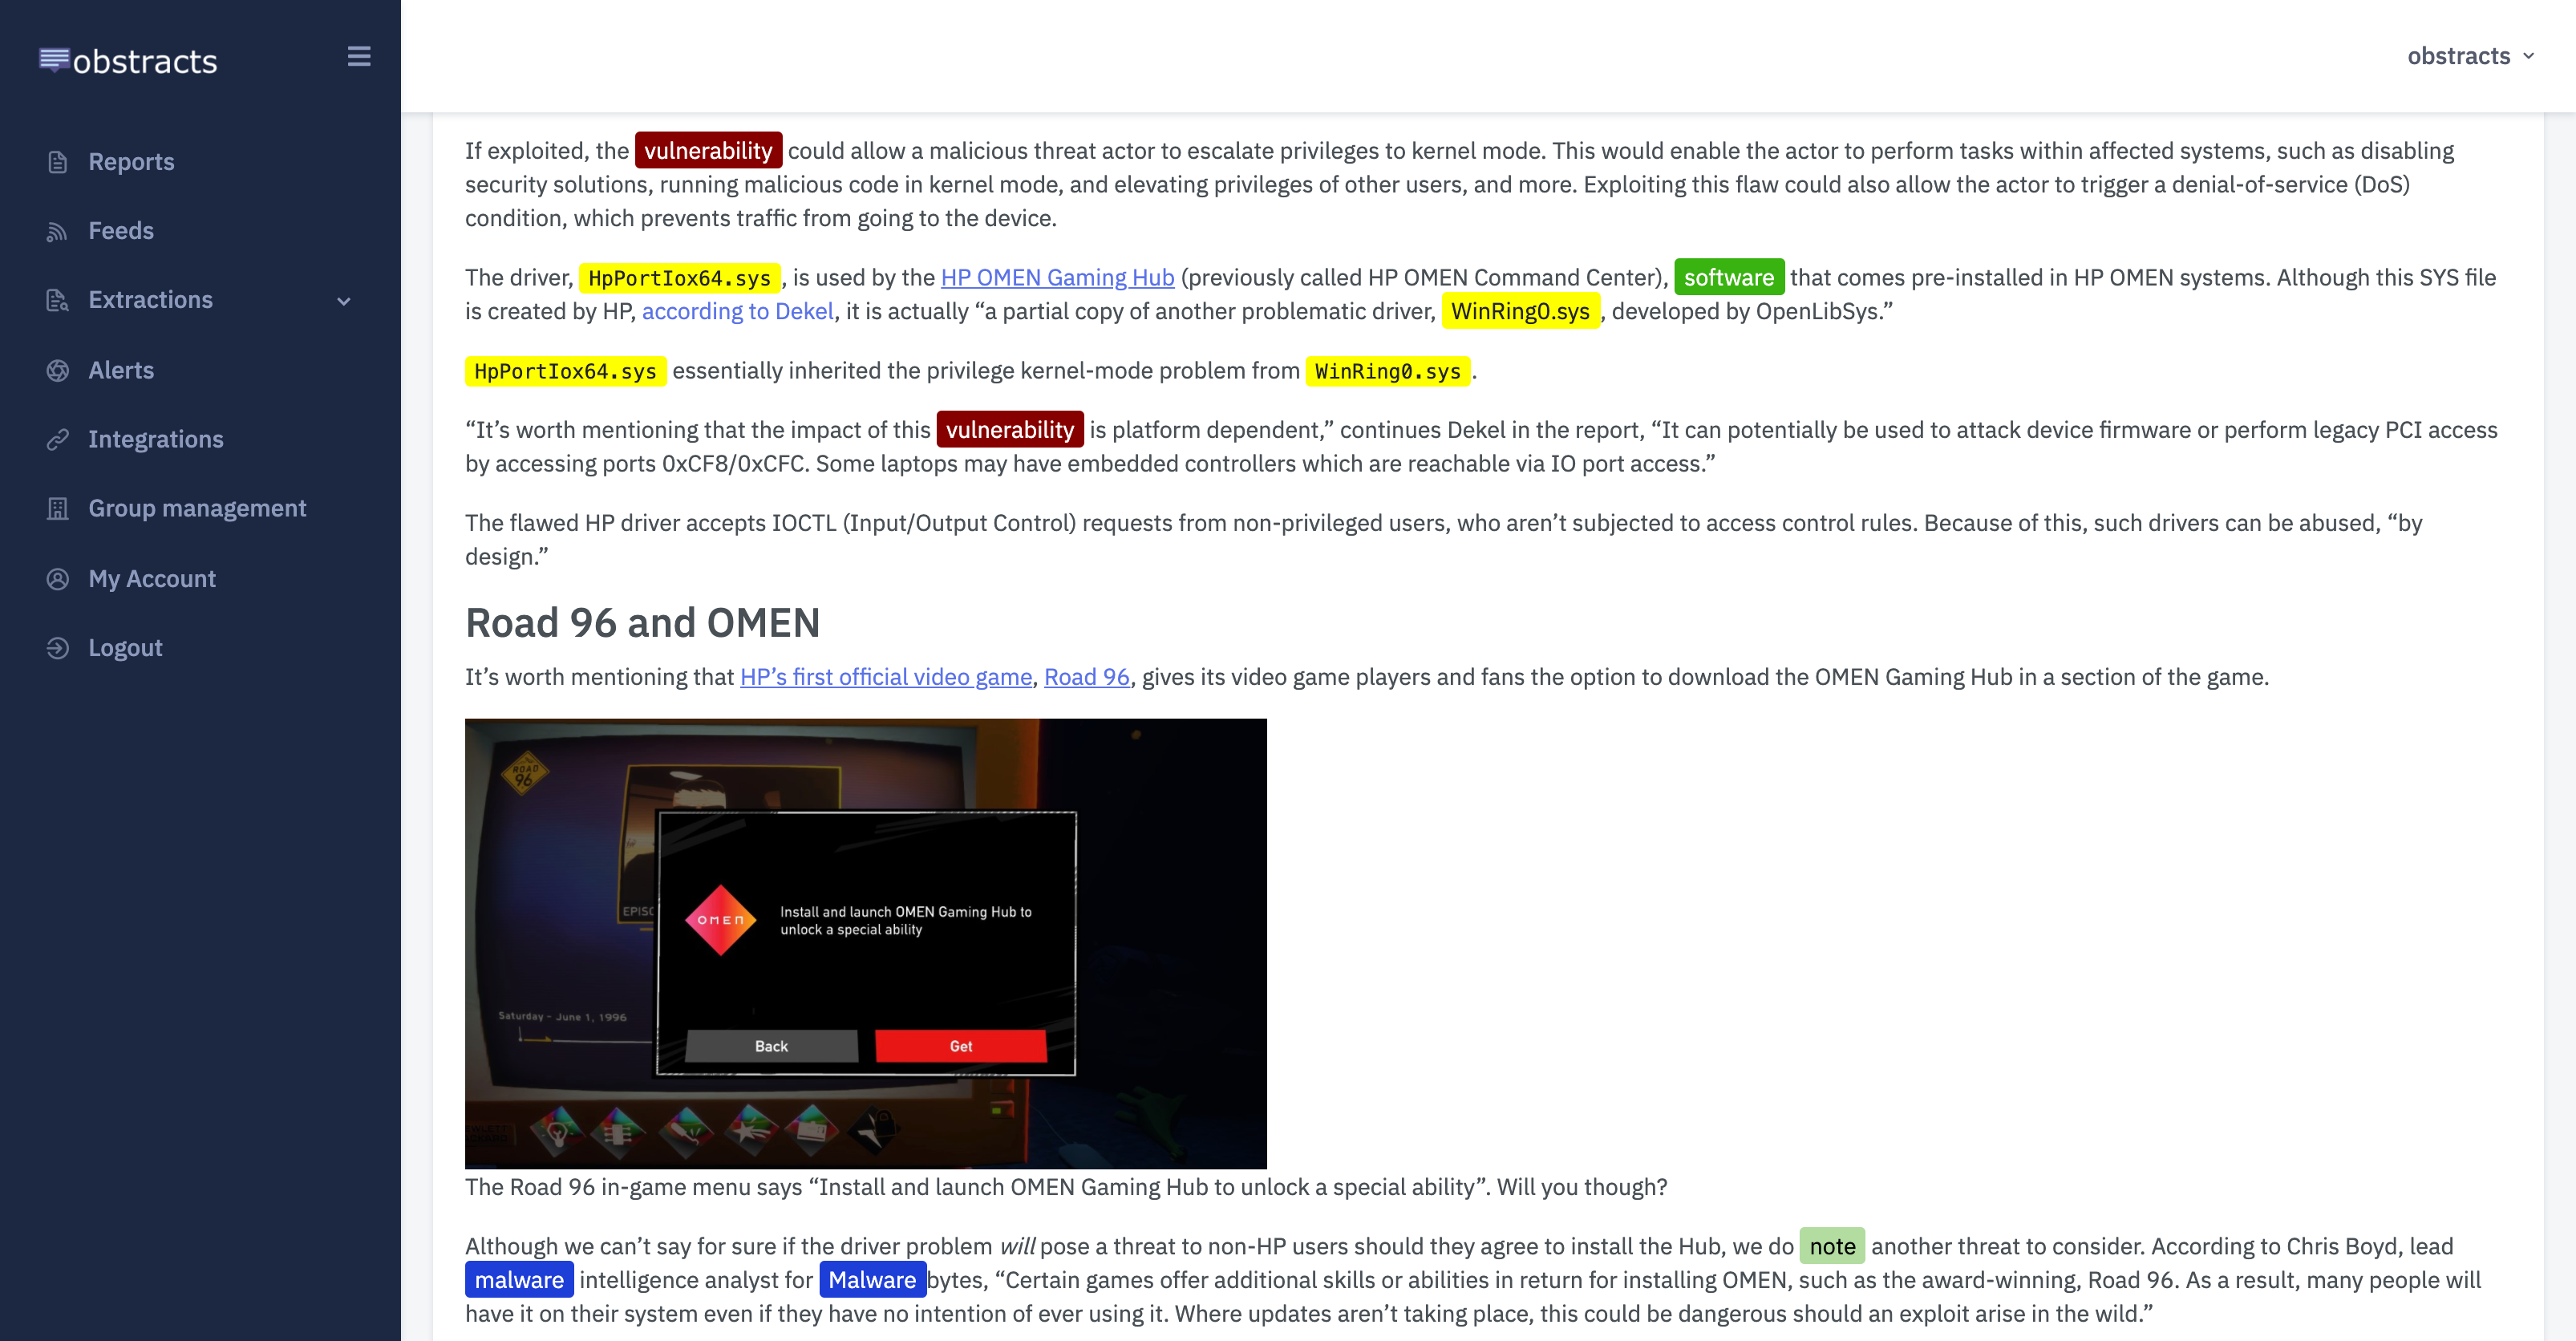 obstracts
obstracts
Reports
Feeds
Extractions
Alerts
Integrations
Group management
My Account
Logout
If exploited, the vulnerability could allow a malicious threat actor to escalate privileges to kernel mode. This would enable the actor to perform tasks within affected systems, such as disabling
security solutions, running malicious code in kernel mode, and elevating privileges of other users, and more. Exploiting this flaw could also allow the actor to trigger a denial-of-service (DoS)
condition, which prevents traffic from going to the device.
The driver, HpPortIox64.sys, is used by the HP OMEN Gaming Hub (previously called HP OMEN Command Center), software that comes pre-installed in HP OMEN systems. Although this SYS file
is created by HP, according to Dekel, it is actually “a partial copy of another problematic driver, WinRing0.sys, developed by OpenLibSys.”
HpPortIox64.sys essentially inherited the privilege kernel-mode problem from WinRing0.sys.
“It’s worth mentioning that the impact of this vulnerability is platform dependent,” continues Dekel in the report, “It can potentially be used to attack device firmware or perform legacy PCI access
by accessing ports 0xCF8/0xCFC. Some laptops may have embedded controllers which are reachable via IO port access.”
The flawed HP driver accepts IOCTL (Input/Output Control) requests from non-privileged users, who aren’t subjected to access control rules. Because of this, such drivers can be abused, “by
design.”
Road 96 and OMEN
It’s worth mentioning that HP’s first official video game, Road 96, gives its video game players and fans the option to download the OMEN Gaming Hub in a section of the game.
ROAD
96
EPISO
OMEN
Install and launch OMEN Gaming Hub to
unlock a special ability
Saturday - June 1, 1996
Back
Get
The Road 96 in-game menu says “Install and launch OMEN Gaming Hub to unlock a special ability”. Will you though?
Although we can’t say for sure if the driver problem will pose a threat to non-HP users should they agree to install the Hub, we do note another threat to consider. According to Chris Boyd, lead
malware intelligence analyst for Malwarebytes, “Certain games offer additional skills or abilities in return for installing OMEN, such as the award-winning, Road 96. As a result, many people will
have it on their system even if they have no intention of ever using it. Where updates aren’t taking place, this could be dangerous should an exploit arise in the wild.”